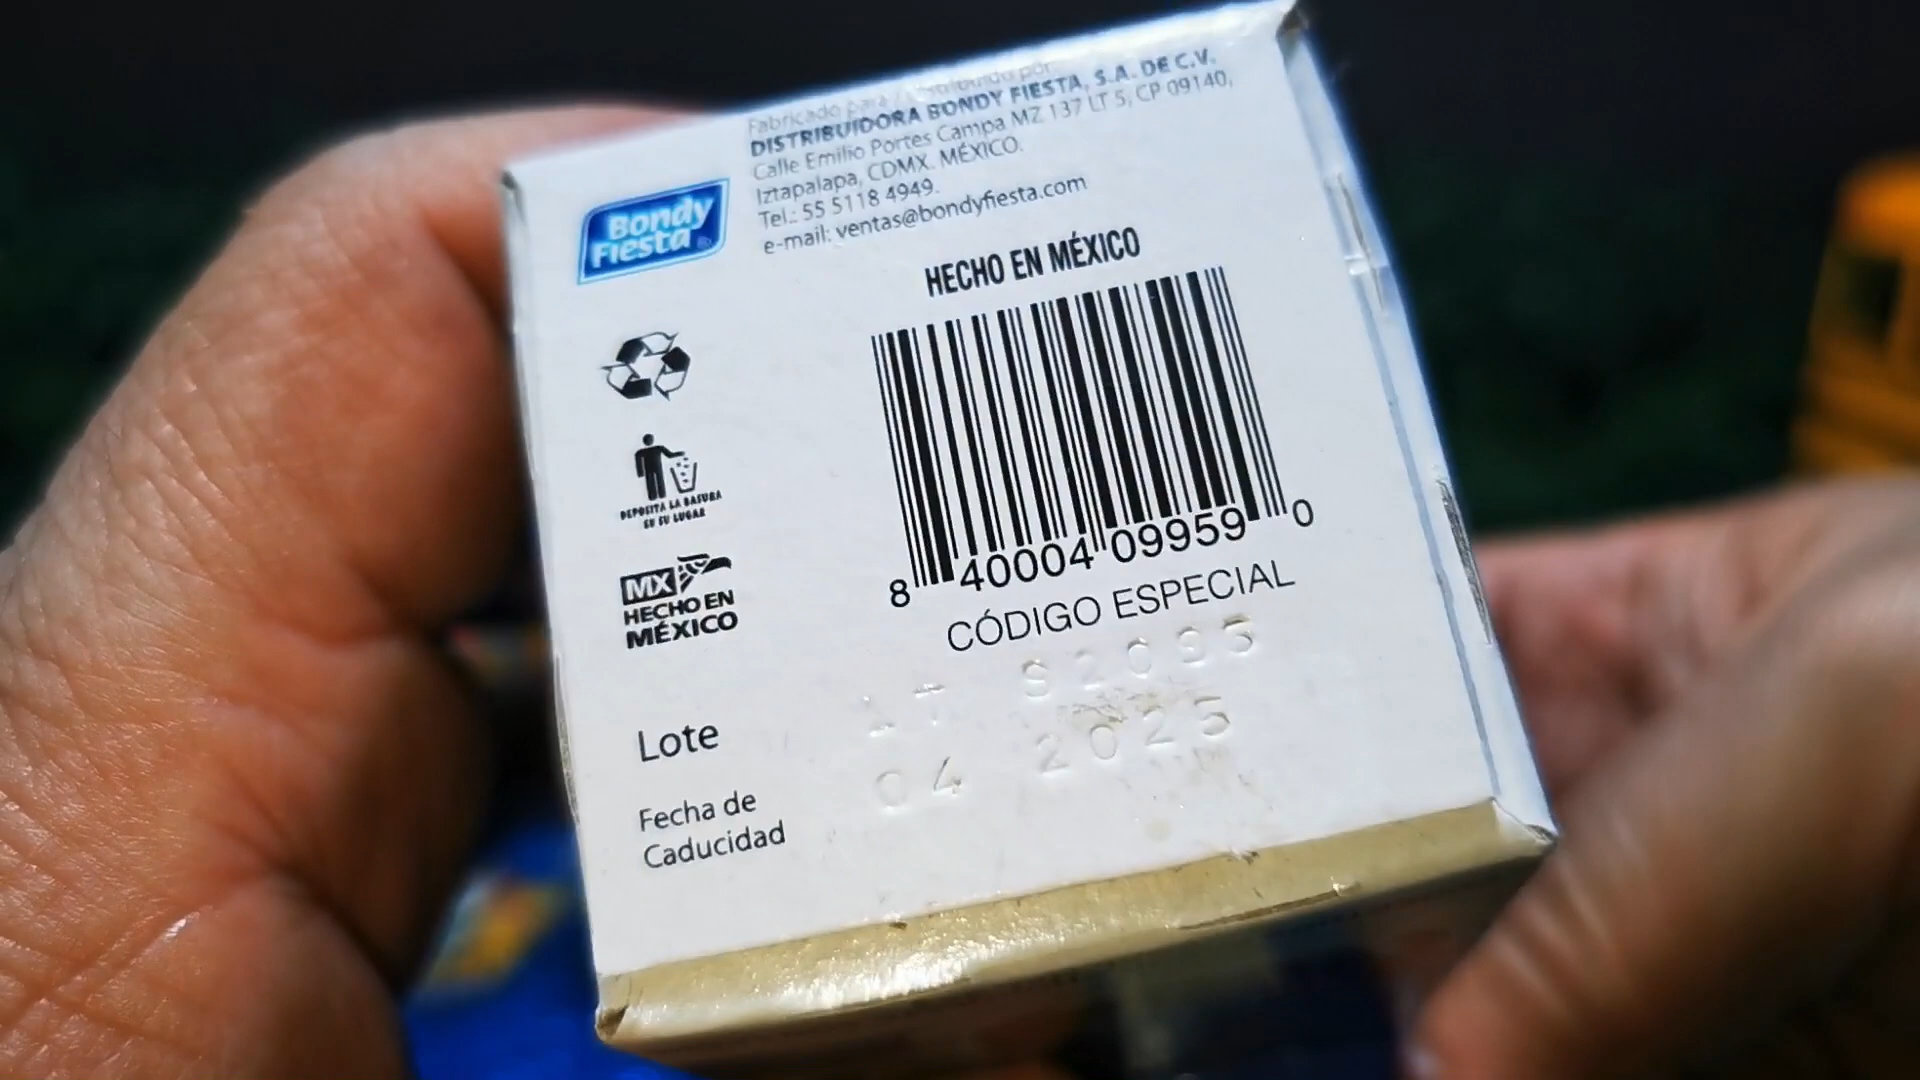 Fabricado para / Distribuido por
DISTRIBUIDORA BONDY FIESTA, S.A. DE C.V.
Calle Emilio Portes Campa MZ 137 LT 5, CP 09140,
Iztapalapa, CDMX. MÉXICO.
Tel.: 55 5118 4949.
e-mail: ventas@bondyfiesta.com
Bondy
Fiesta
HECHO EN MÉXICO
8 40004 09959 0
CÓDIGO ESPECIAL
DEPOSITA LA BASURA
EN SU LUGAR
MX
HECHO EN
MÉXICO
Lote
Fecha de
Caducidad
04 2025